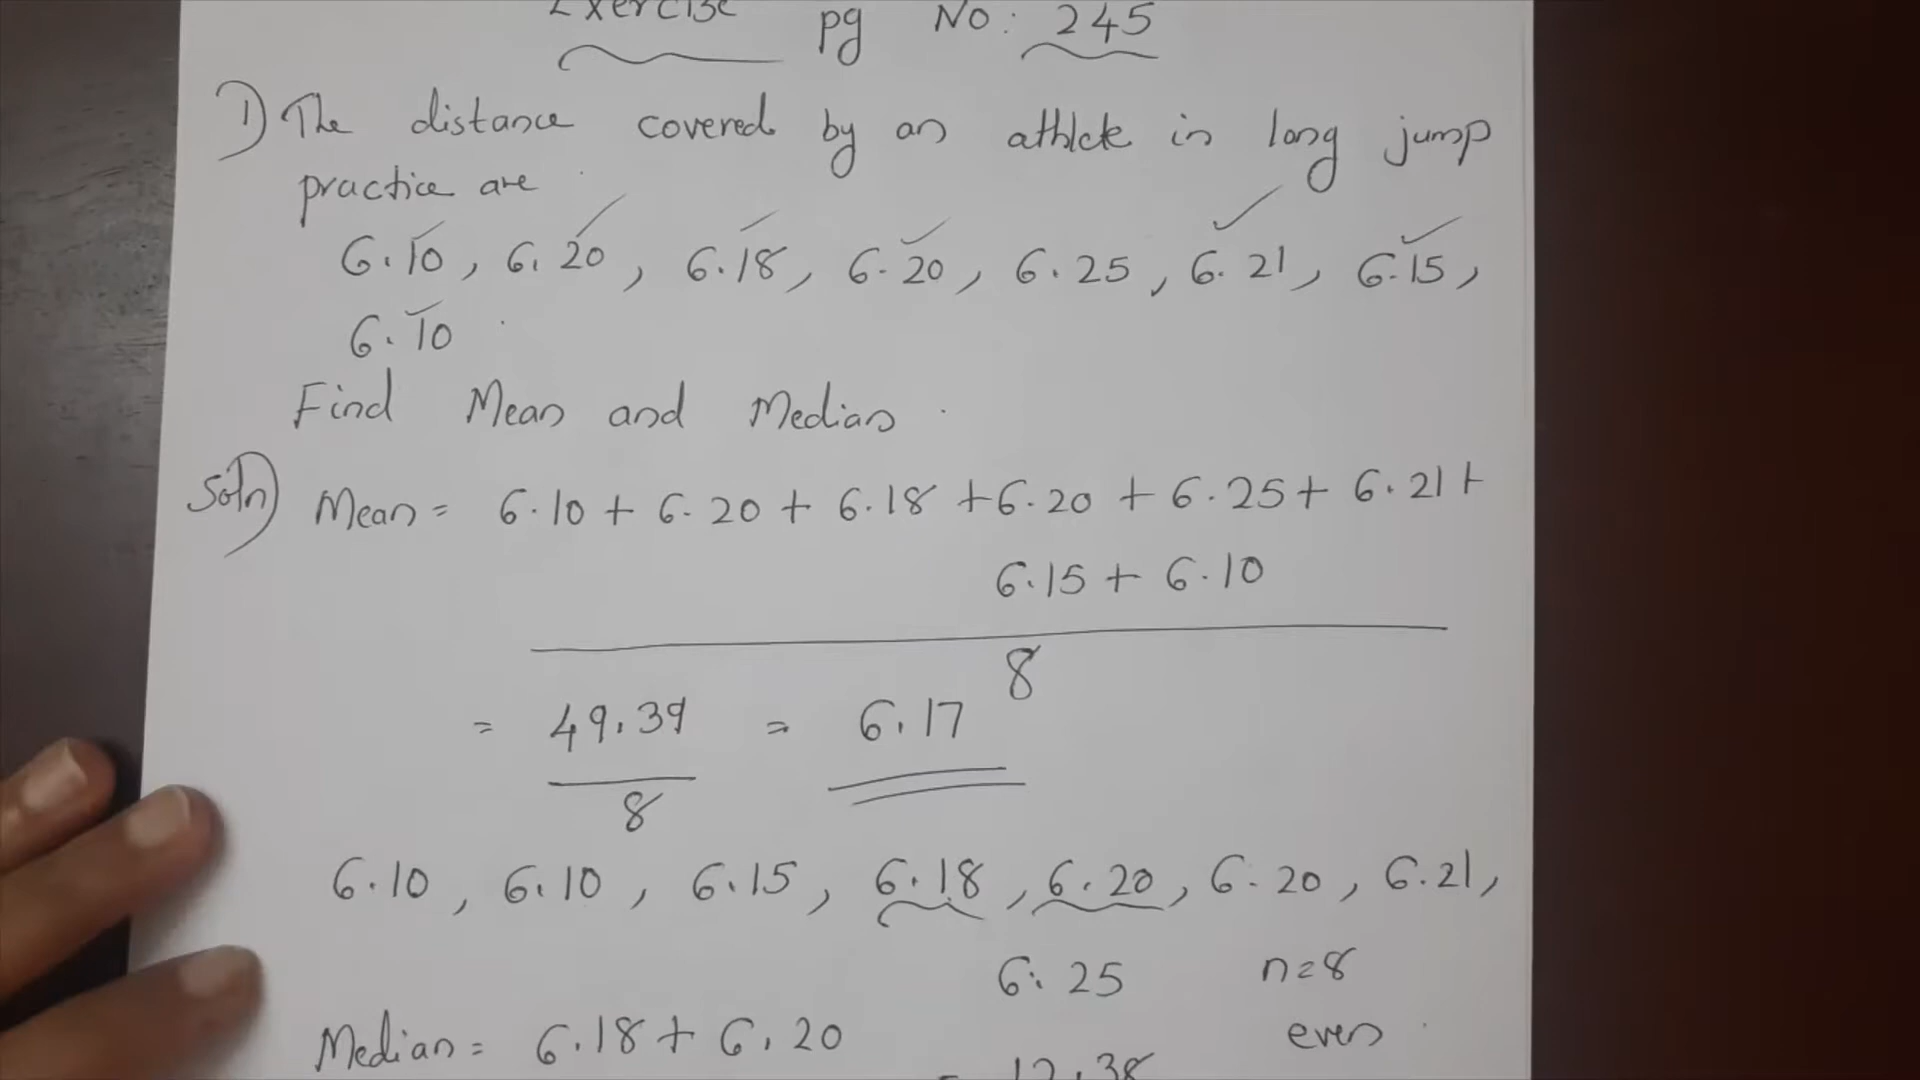 Exercise pg No: 245
1) The distance covered by an athlete in long jump
practice are
6.10, 6.20, 6.18, 6.20, 6.25, 6.21, 6.15,
6.10
Find Mean and Median.
Soln) Mean = 6.10 + 6.20 + 6.18 + 6.20 + 6.25 + 6.21 +
6.15 + 6.10
8
= 49.39 = 6.17
8
6.10, 6.10, 6.15, 6.18, 6.20, 6.20, 6.21,
6.25 n=8
Median = 6.18 + 6.20 even
= 12.38